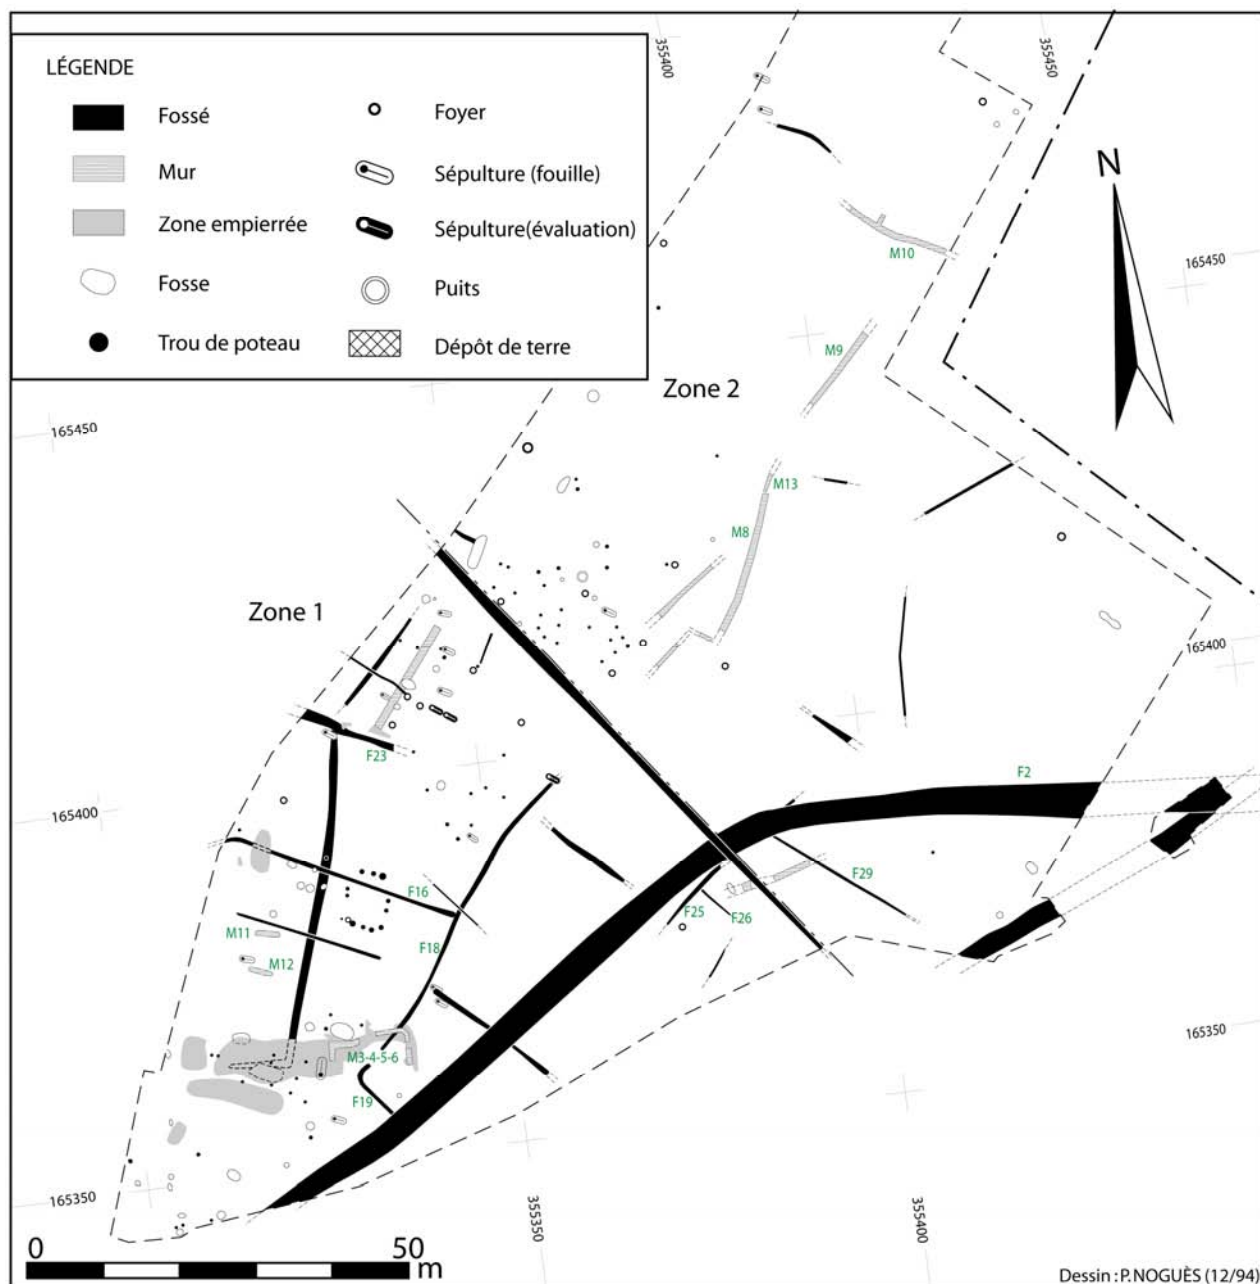 LÉGENDE
Fossé
Mur
Zone empierrée
Fosse
Trou de poteau
Foyer
Sépulture (fouille)
Sépulture(évaluation)
Puits
Dépôt de terre
355400
355450
N
M10
165450
M9
Zone 2
165450
M13
M8
Zone 1
165400
F23
F2
165400
F16
F29
F25
F26
M11
F18
M12
165350
M3-4-5-6
F19
165350
355350
355400
0
50
m
Dessin : P.NOGUÈS (12/94)